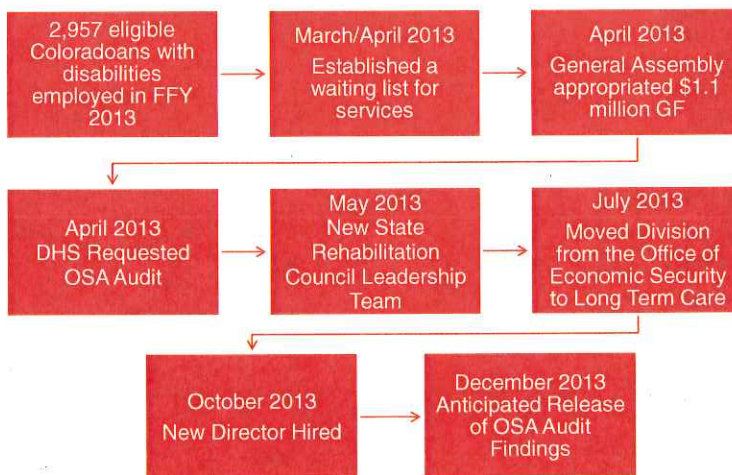 2,957 eligible
Coloradoans with
disabilities
employed in FFY
2013
March/April 2013
Established a
waiting list for
services
April 2013
General Assembly
appropriated $1.1
million GF
April 2013
DHS Requested
OSA Audit
May 2013
New State
Rehabilitation
Council Leadership
Team
July 2013
Moved Division
from the Office of
Economic Security
to Long Term Care
October 2013
New Director Hired
December 2013
Anticipated Release
of OSA Audit
Findings